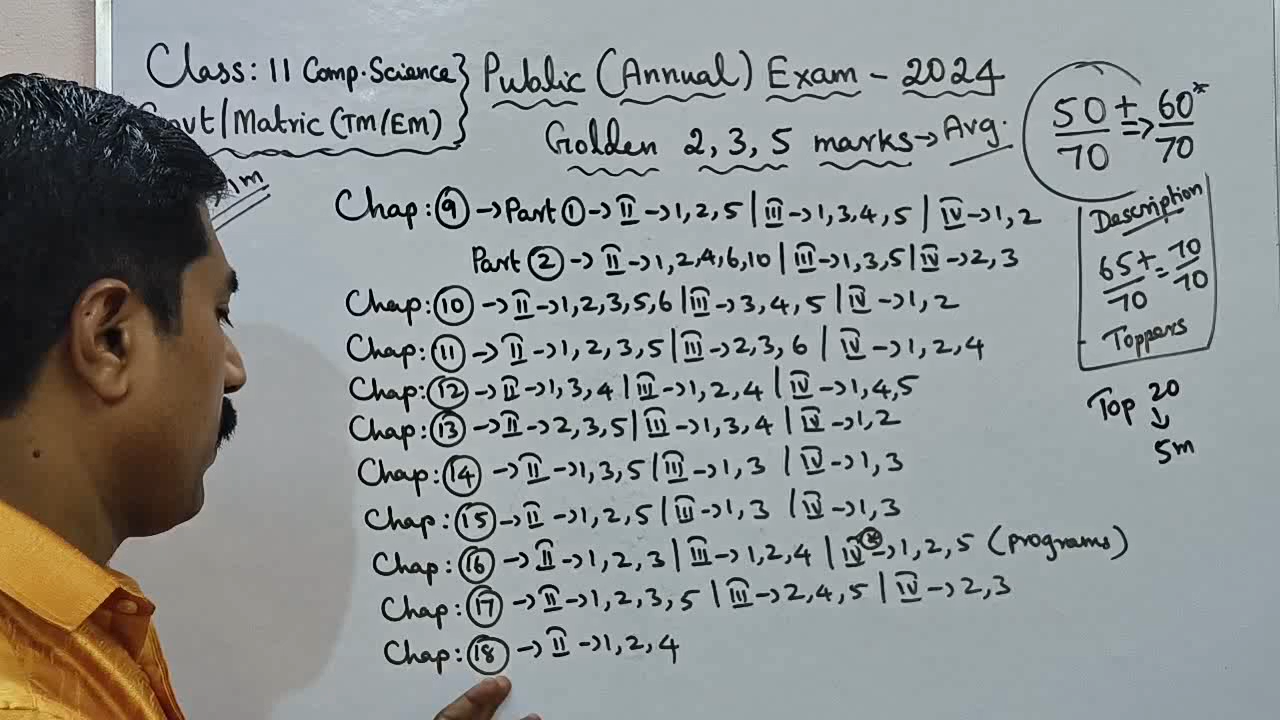 Class: 11 Comp. Science } Public (Annual) Exam - 2024
Govt/Matric (TM/EM)
Golden 2, 3, 5 marks → Avg.
50/70 ± ⇒ 60*/70
1m
Chap: 9 → Part 1 → II → 1, 2, 5 | III → 1, 3, 4, 5 | IV → 1, 2
Part 2 → II → 1, 2, 4, 6, 10 | III → 1, 3, 5 | IV → 2, 3
Chap: 10 → II → 1, 2, 3, 5, 6 | III → 3, 4, 5 | IV → 1, 2
Chap: 11 → II → 1, 2, 3, 5 | III → 2, 3, 6 | IV → 1, 2, 4
Chap: 12 → II → 1, 3, 4 | III → 1, 2, 4 | IV → 1, 4, 5
Chap: 13 → II → 2, 3, 5 | III → 1, 3, 4 | IV → 1, 2
Chap: 14 → II → 1, 3, 5 | III → 1, 3 | IV → 1, 3
Chap: 15 → II → 1, 2, 5 | III → 1, 3 | IV → 1, 3
Chap: 16 → II → 1, 2, 3 | III → 1, 2, 4 | IV* → 1, 2, 5 (programs)
Chap: 17 → II → 1, 2, 3, 5 | III → 2, 4, 5 | IV → 2, 3
Chap: 18 → II → 1, 2, 4
Description
65+/70 = 70/70
Toppers
Top 20
↓
5m